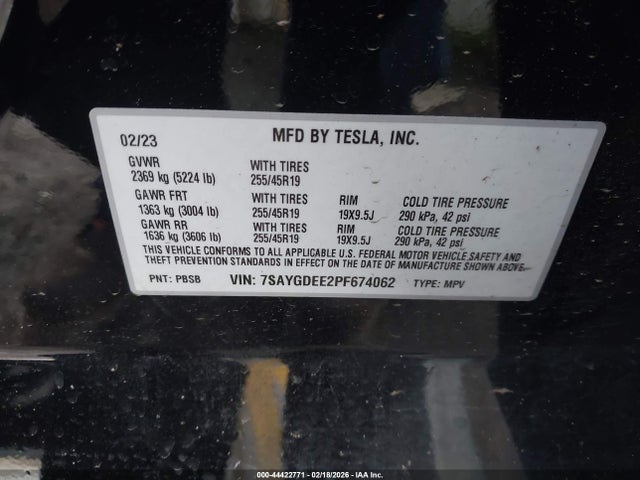 02/23 MFD BY TESLA, INC.
GVWR WITH TIRES
2369 kg (5224 lb) 255/45R19
GAWR FRT WITH TIRES RIM COLD TIRE PRESSURE
1363 kg (3004 lb) 255/45R19 19X9.5J 290 kPa, 42 psi
GAWR RR WITH TIRES RIM COLD TIRE PRESSURE
1636 kg (3606 lb) 255/45R19 19X9.5J 290 kPa, 42 psi
THIS VEHICLE CONFORMS TO ALL APPLICABLE U.S. FEDERAL MOTOR VEHICLE SAFETY AND
THEFT PREVENTION STANDARDS IN EFFECT ON THE DATE OF MANUFACTURE SHOWN ABOVE.
PNT: PBSB VIN: 7SAYGDEE2PF674062 TYPE: MPV
000-44422771 - 02/18/2026 - IAA Inc.